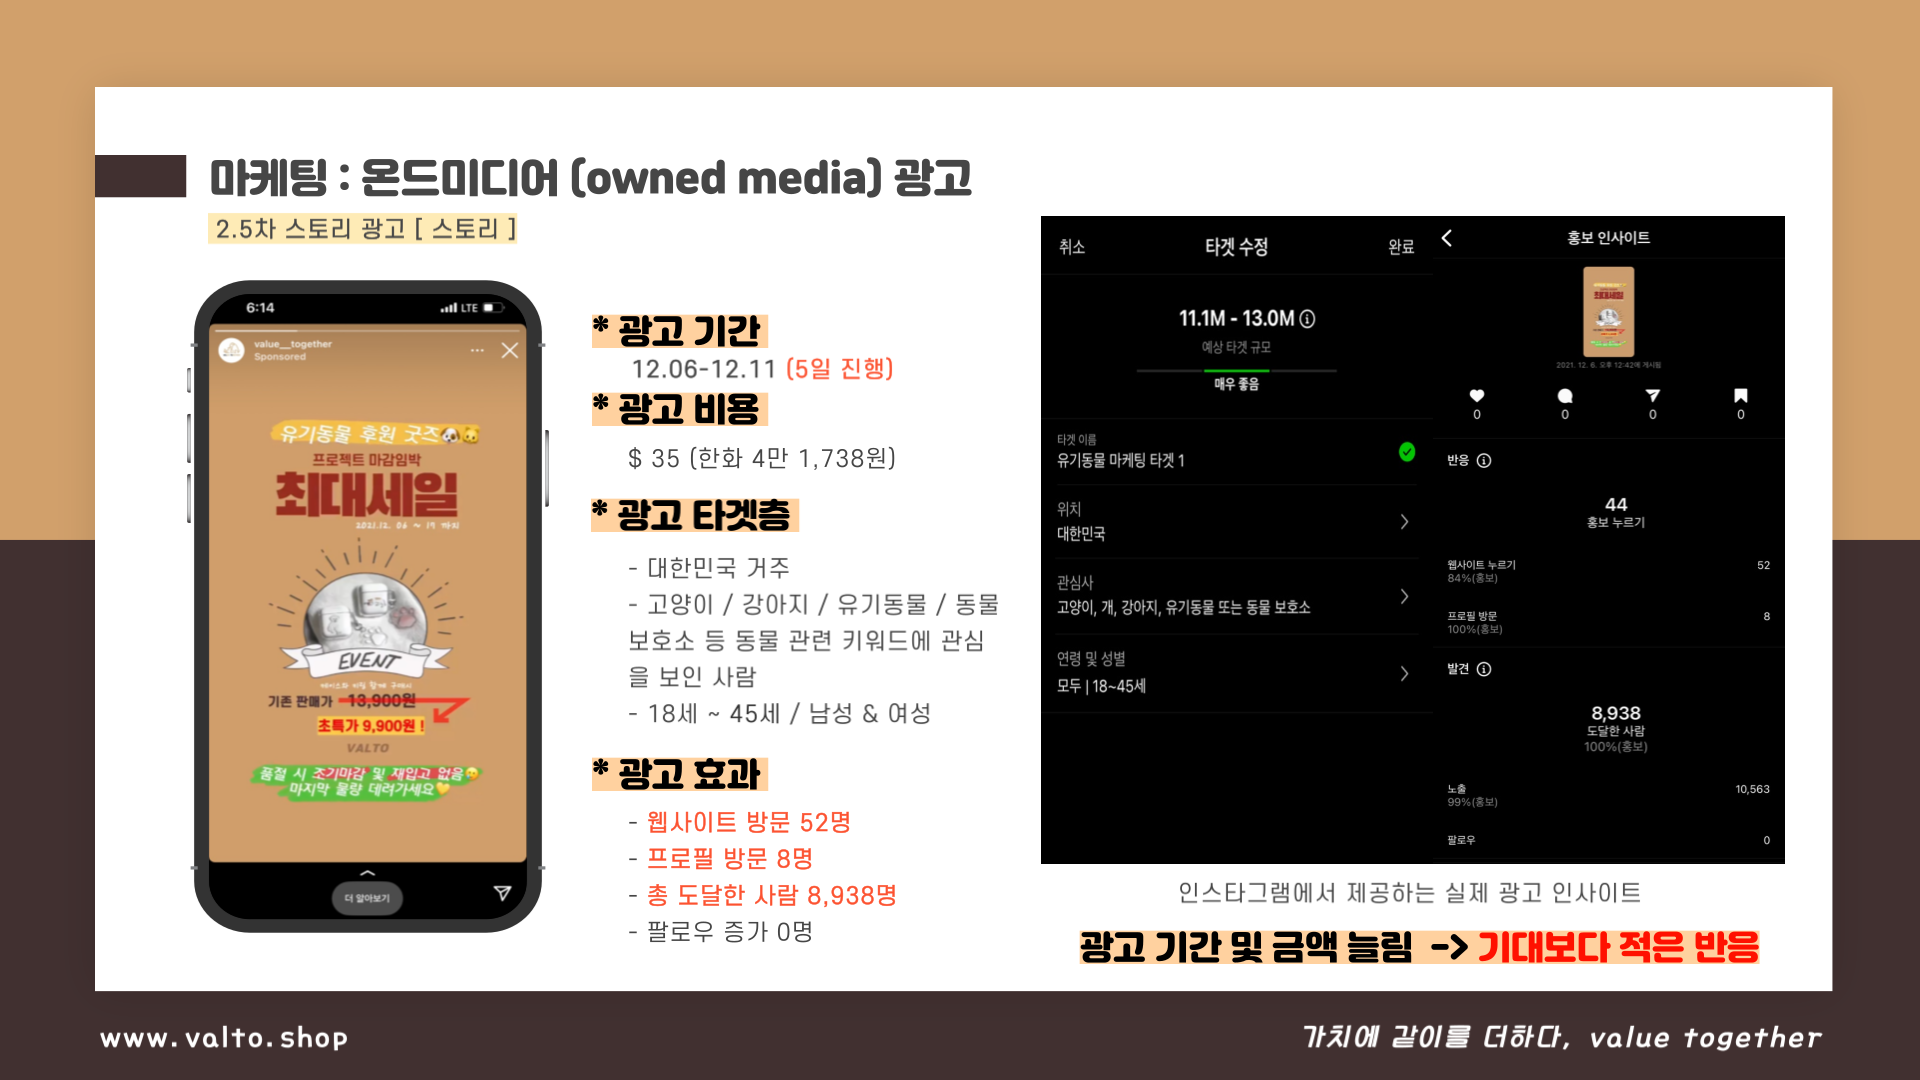 마케팅 : 온드미디어 (owned media) 광고
2.5차 스토리 광고 [ 스토리 ]
6:14
LTE
value__together
Sponsored
유기동물 후원 굿즈
프로젝트 마감임박
최대세일
2021.12. 06 ~ 19 까지
EVENT
케이스와 키링 함께 구매시
기존 판매가 13,900원
초특가 9,900원 !
VALTO
품절 시 조기마감 및 재입고 없음
마지막 물량 데려가세요
더 알아보기
* 광고 기간
12.06-12.11 (5일 진행)
* 광고 비용
$ 35 (한화 4만 1,738원)
* 광고 타겟층
- 대한민국 거주
- 고양이 / 강아지 / 유기동물 / 동물
보호소 등 동물 관련 키워드에 관심
을 보인 사람
- 18세 ~ 45세 / 남성 & 여성
* 광고 효과
- 웹사이트 방문 52명
- 프로필 방문 8명
- 총 도달한 사람 8,938명
- 팔로우 증가 0명
취소 타겟 수정 완료
11.1M - 13.0M
예상 타겟 규모
매우 좋음
타겟 이름
유기동물 마케팅 타겟 1
위치
대한민국
관심사
고양이, 개, 강아지, 유기동물 또는 동물 보호소
연령 및 성별
모두 | 18~45세
홍보 인사이트
최대세일
2021. 12. 6. 오후 12:42에 게시됨
0 0 0 0
반응
44
홍보 누르기
웹사이트 누르기 52
84%(홍보)
프로필 방문 8
100%(홍보)
발견
8,938
도달한 사람
100%(홍보)
노출 10,563
99%(홍보)
팔로우 0
인스타그램에서 제공하는 실제 광고 인사이트
광고 기간 및 금액 늘림 -> 기대보다 적은 반응
www.valto.shop
가치에 같이를 더하다, value together